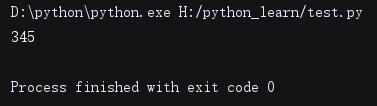 D:\python\python.exe H:/python_learn/test.py
345
Process finished with exit code 0